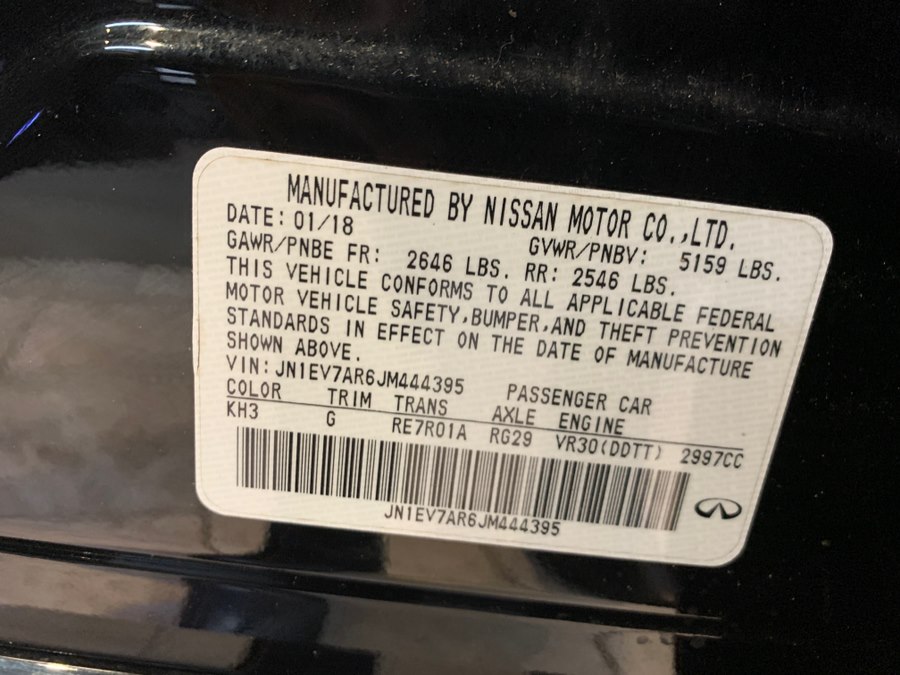 MANUFACTURED BY NISSAN MOTOR CO.,LTD.
DATE: 01/18 GVWR/PNBV: 5159 LBS.
GAWR/PNBE FR: 2646 LBS. RR: 2546 LBS.
THIS VEHICLE CONFORMS TO ALL APPLICABLE FEDERAL
MOTOR VEHICLE SAFETY,BUMPER,AND THEFT PREVENTION
STANDARDS IN EFFECT ON THE DATE OF MANUFACTURE
SHOWN ABOVE.
VIN: JN1EV7AR6JM444395 PASSENGER CAR
COLOR TRIM TRANS AXLE ENGINE
KH3 G RE7R01A RG29 VR30(DDTT) 2997CC
JN1EV7AR6JM444395